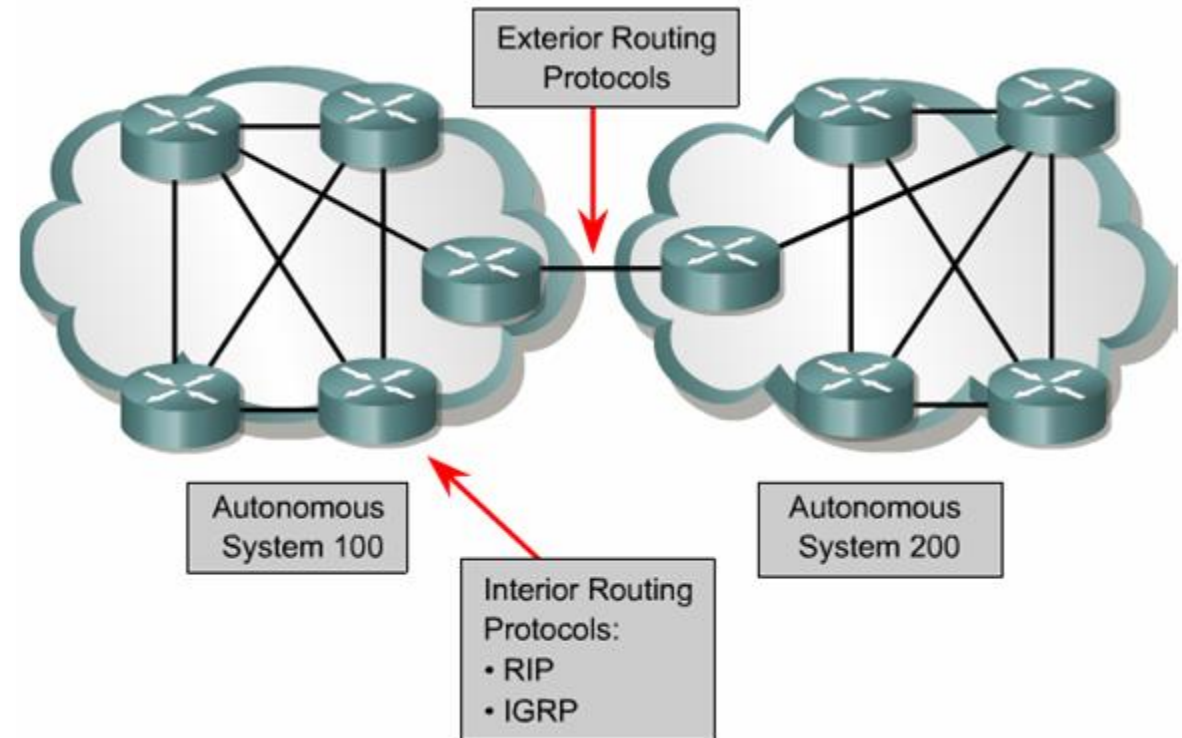 Exterior Routing
Protocols
Autonomous
System 100
Autonomous
System 200
Interior Routing
Protocols:
• RIP
• IGRP